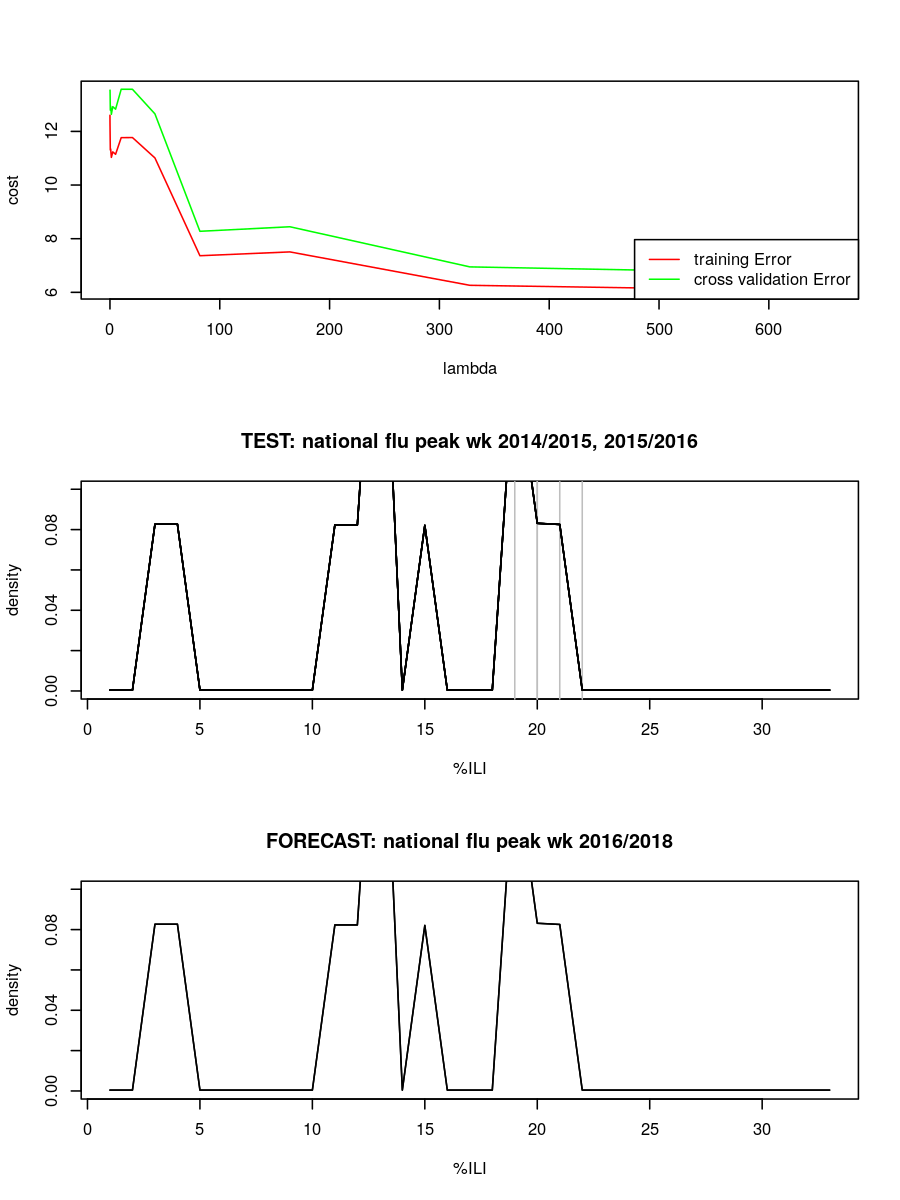 12
10
8
6
cost
training Error
cross validation Error
0 100 200 300 400 500 600
lambda
TEST: national flu peak wk 2014/2015, 2015/2016
0.08
0.04
0.00
density
0 5 10 15 20 25 30
%ILI
FORECAST: national flu peak wk 2016/2018
0.08
0.04
0.00
density
0 5 10 15 20 25 30
%ILI